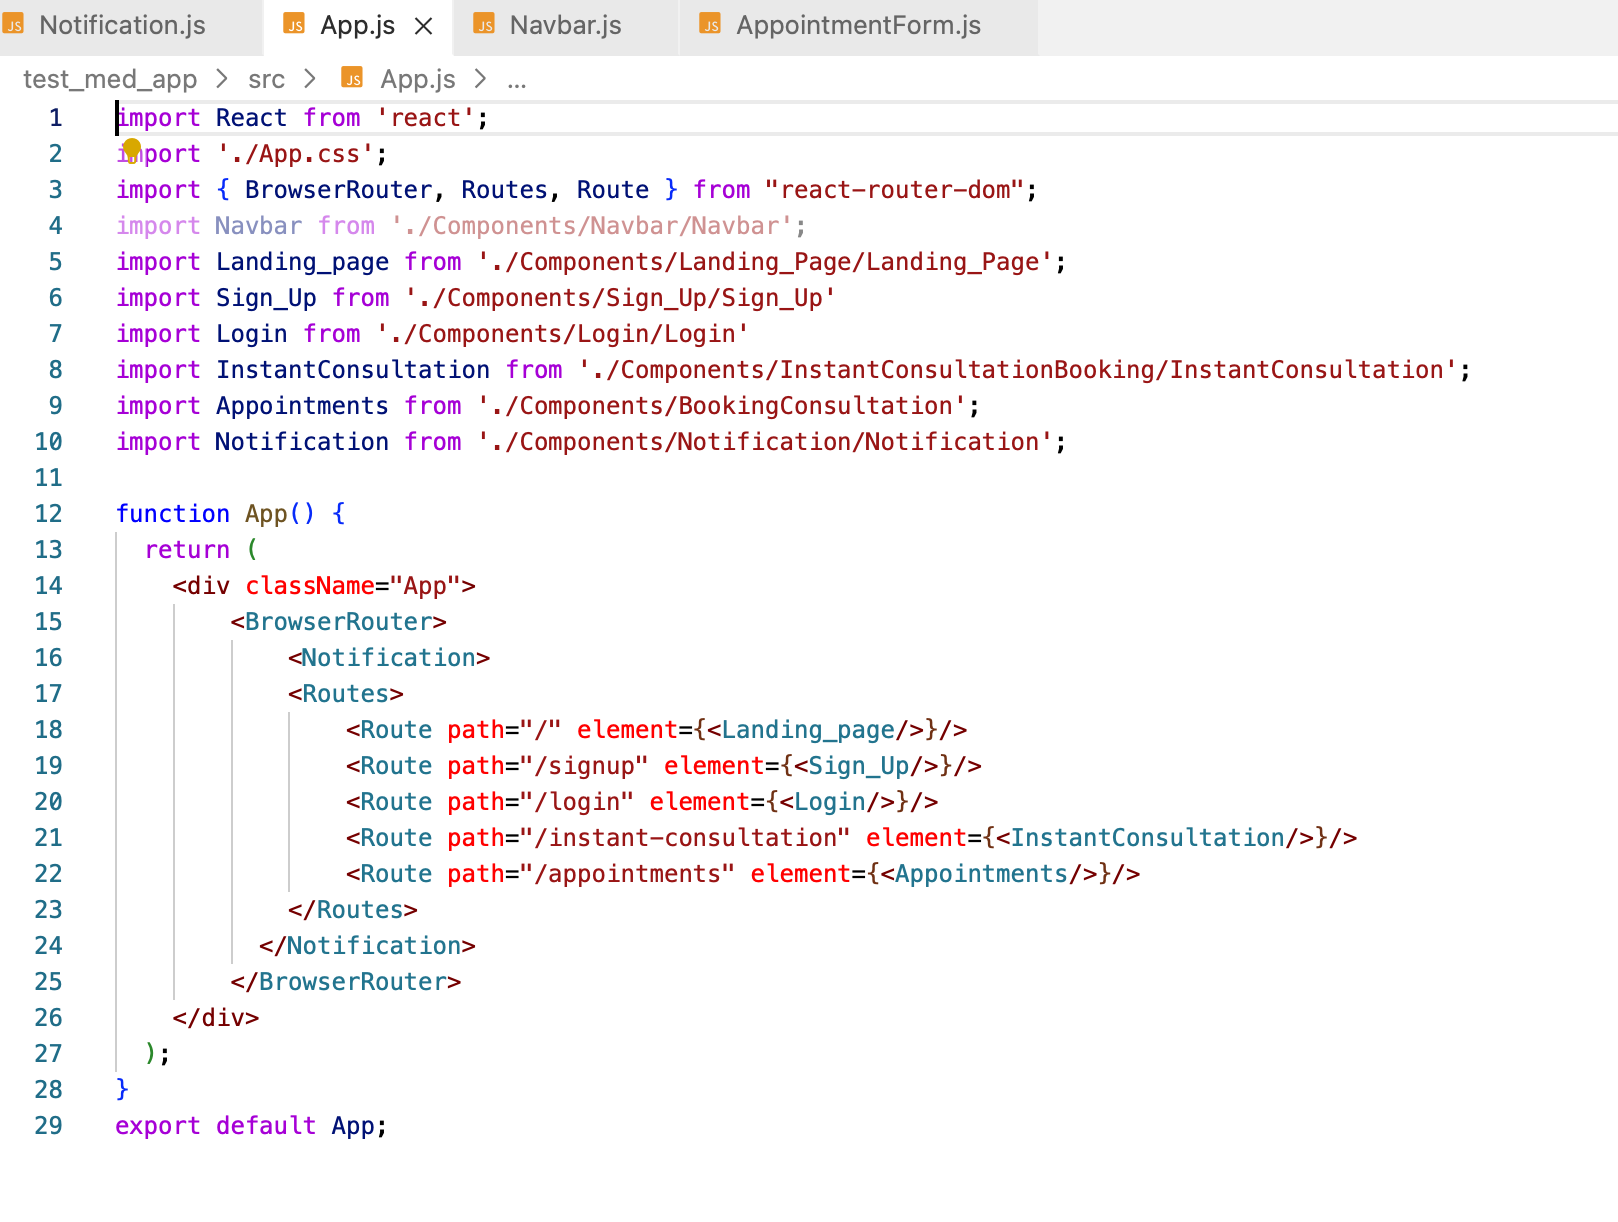 JS Notification.js JS App.js JS Navbar.js JS AppointmentForm.js
test_med_app > src > JS App.js > ...
1 import React from 'react';
2 import './App.css';
3 import { BrowserRouter, Routes, Route } from "react-router-dom";
4 import Navbar from './Components/Navbar/Navbar';
5 import Landing_page from './Components/Landing_Page/Landing_Page';
6 import Sign_Up from './Components/Sign_Up/Sign_Up'
7 import Login from './Components/Login/Login'
8 import InstantConsultation from './Components/InstantConsultationBooking/InstantConsultation';
9 import Appointments from './Components/BookingConsultation';
10 import Notification from './Components/Notification/Notification';
11
12 function App() {
13   return (
14     <div className="App">
15         <BrowserRouter>
16             <Notification>
17             <Routes>
18                 <Route path="/" element={<Landing_page/>}/>
19                 <Route path="/signup" element={<Sign_Up/>}/>
20                 <Route path="/login" element={<Login/>}/>
21                 <Route path="/instant-consultation" element={<InstantConsultation/>}/>
22                 <Route path="/appointments" element={<Appointments/>}/>
23             </Routes>
24           </Notification>
25         </BrowserRouter>
26     </div>
27   );
28 }
29 export default App;